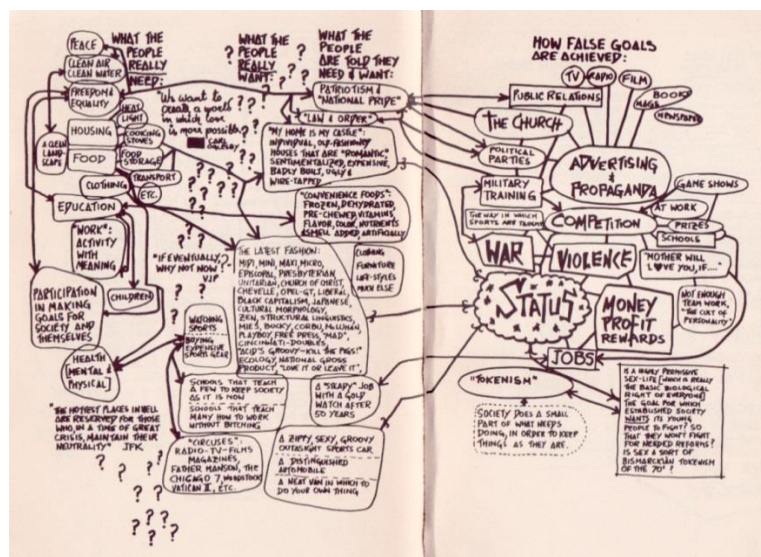 WHAT THE
PEOPLE
REALLY
NEED:
PEACE
CLEAN AIR
CLEAN WATER
FREEDOM &
EQUALITY
HOUSING
HEAT
LIGHT
COOKING
STOVES
FOOD
FOOD
STORAGE
A CLEAN
LAND-
SCAPE
TRANSPORT
ETC.
CLOTHING
EDUCATION
"WORK":
ACTIVITY
WITH
MEANING
PARTICIPATION
IN MAKING
GOALS FOR
SOCIETY AND
THEMSELVES
CHILDREN
HEALTH
[MENTAL &
PHYSICAL]
"THE HOTTEST PLACES IN HELL
ARE RESERVED FOR THOSE
WHO, IN A TIME OF GREAT
CRISIS, MAINTAIN THEIR
NEUTRALITY" JFK
WHAT THE
PEOPLE
REALLY
WANT:
"We want to
create a world
in which love
is more possible."
CARL
OGLESBY
"IF EVENTUALLY,
WHY NOT NOW?"
WHAT THE
PEOPLE
ARE TOLD THEY
NEED & WANT:
PATRIOTISM &
"NATIONAL PRIDE"
"LAW & ORDER"
"MY HOME IS MY CASTLE":
INDIVIDUAL, OLD-FASHIONED
HOUSES THAT ARE "ROMANTIC",
SENTIMENTALIZED, EXPENSIVE,
BADLY BUILT, UGLY &
WIRE-TAPPED
"CONVENIENCE FOODS":
FROZEN, DEHYDRATED,
PRE-CHEWED, VITAMINS,
FLAVOR, COLOR, NUTRIENTS
& SMELL ADDED ARTIFICIALLY
THE LATEST FASHION:
MIDI, MINI, MAXI, MICRO,
EPISCOPAL, PRESBYTERIAN,
UNITARIAN, CHURCH OF CHRIST,
CHEVELLE, OPEL-GT, LIBERAL,
BLACK CAPITALISM, JAPANESE,
CULTURAL MORPHOLOGY,
ZEN, STRUCTURAL LINGUISTICS,
MIES, BUCKY, CORBU, McLUHAN,
PLAYBOY, FREE PRESS, "MAD",
CINCINNATI-DOUBLES,
"ACID'S GROOVY-KILL THE PIGS!"
ECOLOGY, NATIONAL GROSS
PRODUCT, "LOVE IT OR LEAVE IT",
CLOTHING
FURNITURE
LIFE-STYLES
MUCH ELSE
WATCHING
SPORTS
BUYING
EXPENSIVE
SPORTS GEAR
SCHOOLS THAT TEACH
A FEW TO KEEP SOCIETY
AS IT IS NOW
SCHOOLS THAT TEACH
MANY HOW TO WORK
WITHOUT BITCHING
A "STEADY" JOB
WITH A GOLD
WATCH AFTER
50 YEARS
"CIRCUSES":
RADIO-TV-FILMS
MAGAZINES,
FATHER MANSON, THE
CHICAGO 7, WOODSTOCK
VATICAN II, ETC.
A ZIPPY, SEXY, GROOVY
OUTASIGHT SPORTS CAR
A DISTINGUISHED
AUTOMOBILE
A NEAT VAN IN WHICH TO
DO YOUR OWN THING
HOW FALSE GOALS
ARE ACHIEVED:
TV
RADIO
FILM
BOOKS
MAGS
NEWSPAPER
PUBLIC RELATIONS
THE CHURCH
POLITICAL
PARTIES
ADVERTISING
& PROPAGANDA
MILITARY
TRAINING
GAME SHOWS
AT WORK
PRIZES
SCHOOLS
THE WAY IN WHICH
SPORTS ARE TAUGHT
COMPETITION
WAR
VIOLENCE
"MOTHER WILL
LOVE YOU, IF...."
STATUS
MONEY
PROFIT
REWARDS
NOT ENOUGH
TEAM WORK,
"THE CULT OF
PERSONALITY"
JOBS
"TOKENISM"
SOCIETY DOES A SMALL
PART OF WHAT NEEDS
DOING, IN ORDER TO KEEP
THINGS AS THEY ARE.
IS A HIGHLY PERMISSIVE
SEX-LIFE [WHICH IS REALLY
THE BASIC BIOLOGICAL
RIGHT OF EVERYONE]
THE GOAL FOR WHICH
ESTABLISHED SOCIETY
WANTS ITS YOUNG
PEOPLE TO FIGHT? SO
THAT THEY WON'T FIGHT
FOR NEEDED REFORMS?
IS SEX A SORT OF
BISMARCKIAN TOKENISM
OF THE 70s?